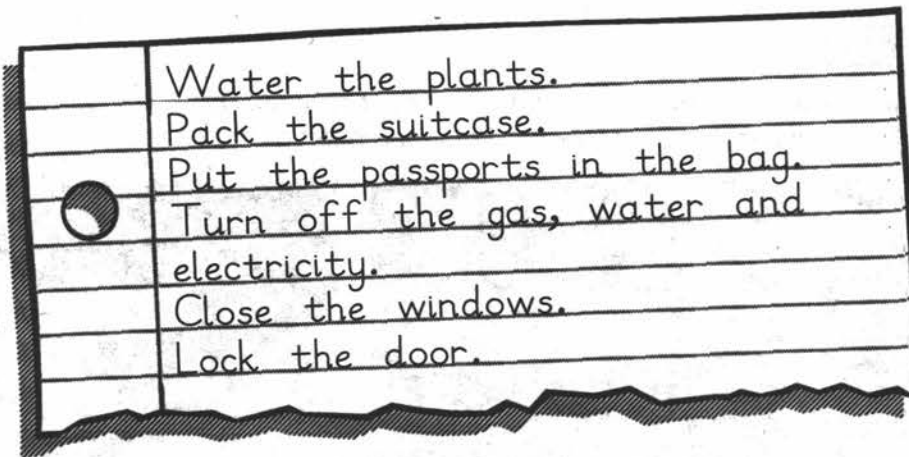 Water the plants.
Pack the suitcase.
Put the passports in the bag.
Turn off the gas, water and
electricity.
Close the windows.
Lock the door.